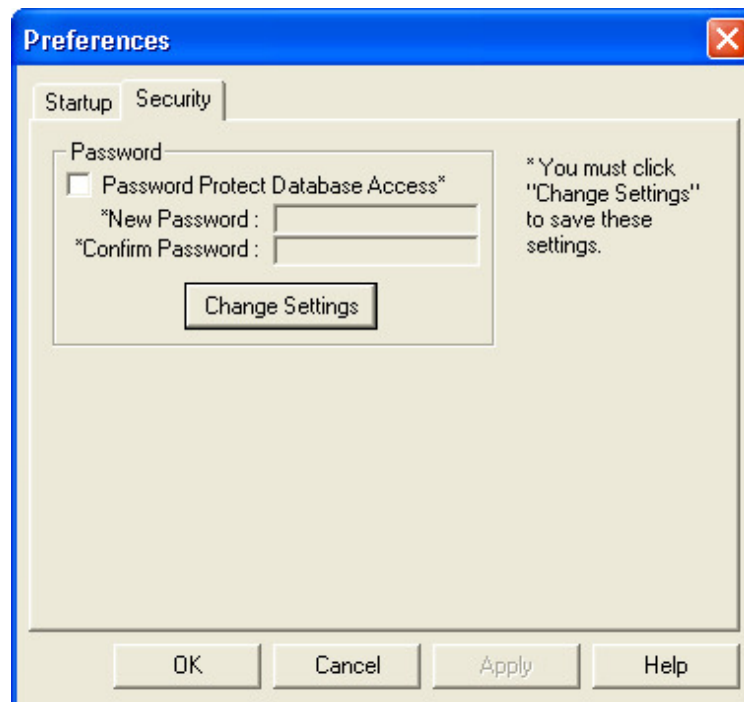 Preferences
Startup
Security
Password
Password Protect Database Access*
*New Password :
*Confirm Password :
Change Settings
* You must click
"Change Settings"
to save these
settings.
OK
Cancel
Apply
Help